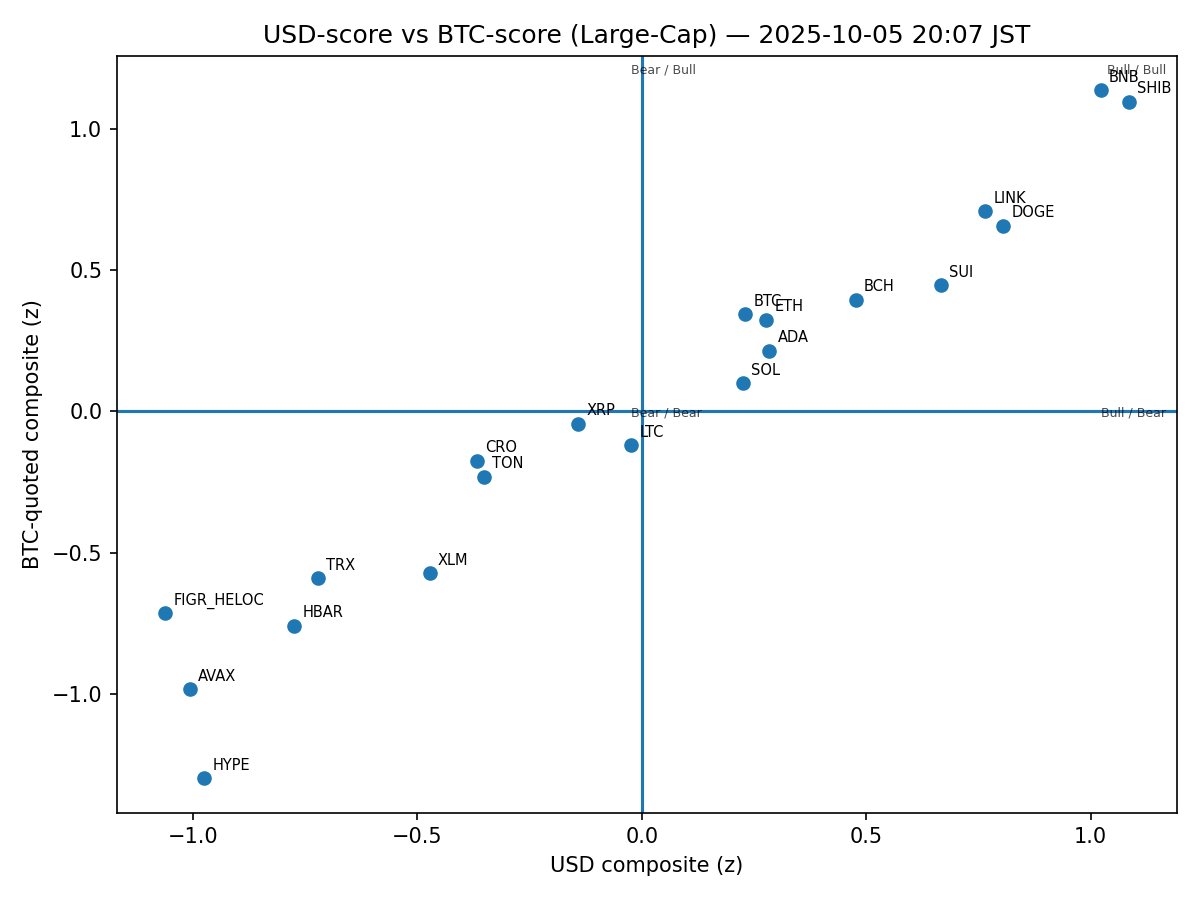 USD-score vs BTC-score (Large-Cap) — 2025-10-05 20:07 JST
Bear / Bull
Bull / Bull
BNB
SHIB
1.0
LINK
DOGE
0.5
SUI
BCH
BTC
ETH
ADA
SOL
0.0
XRP
Bear / Bear
Bull / Bear
LTC
CRO
TON
−0.5
XLM
TRX
FIGR_HELOC
HBAR
AVAX
−1.0
HYPE
BTC-quoted composite (z)
−1.0
−0.5
0.0
0.5
1.0
USD composite (z)